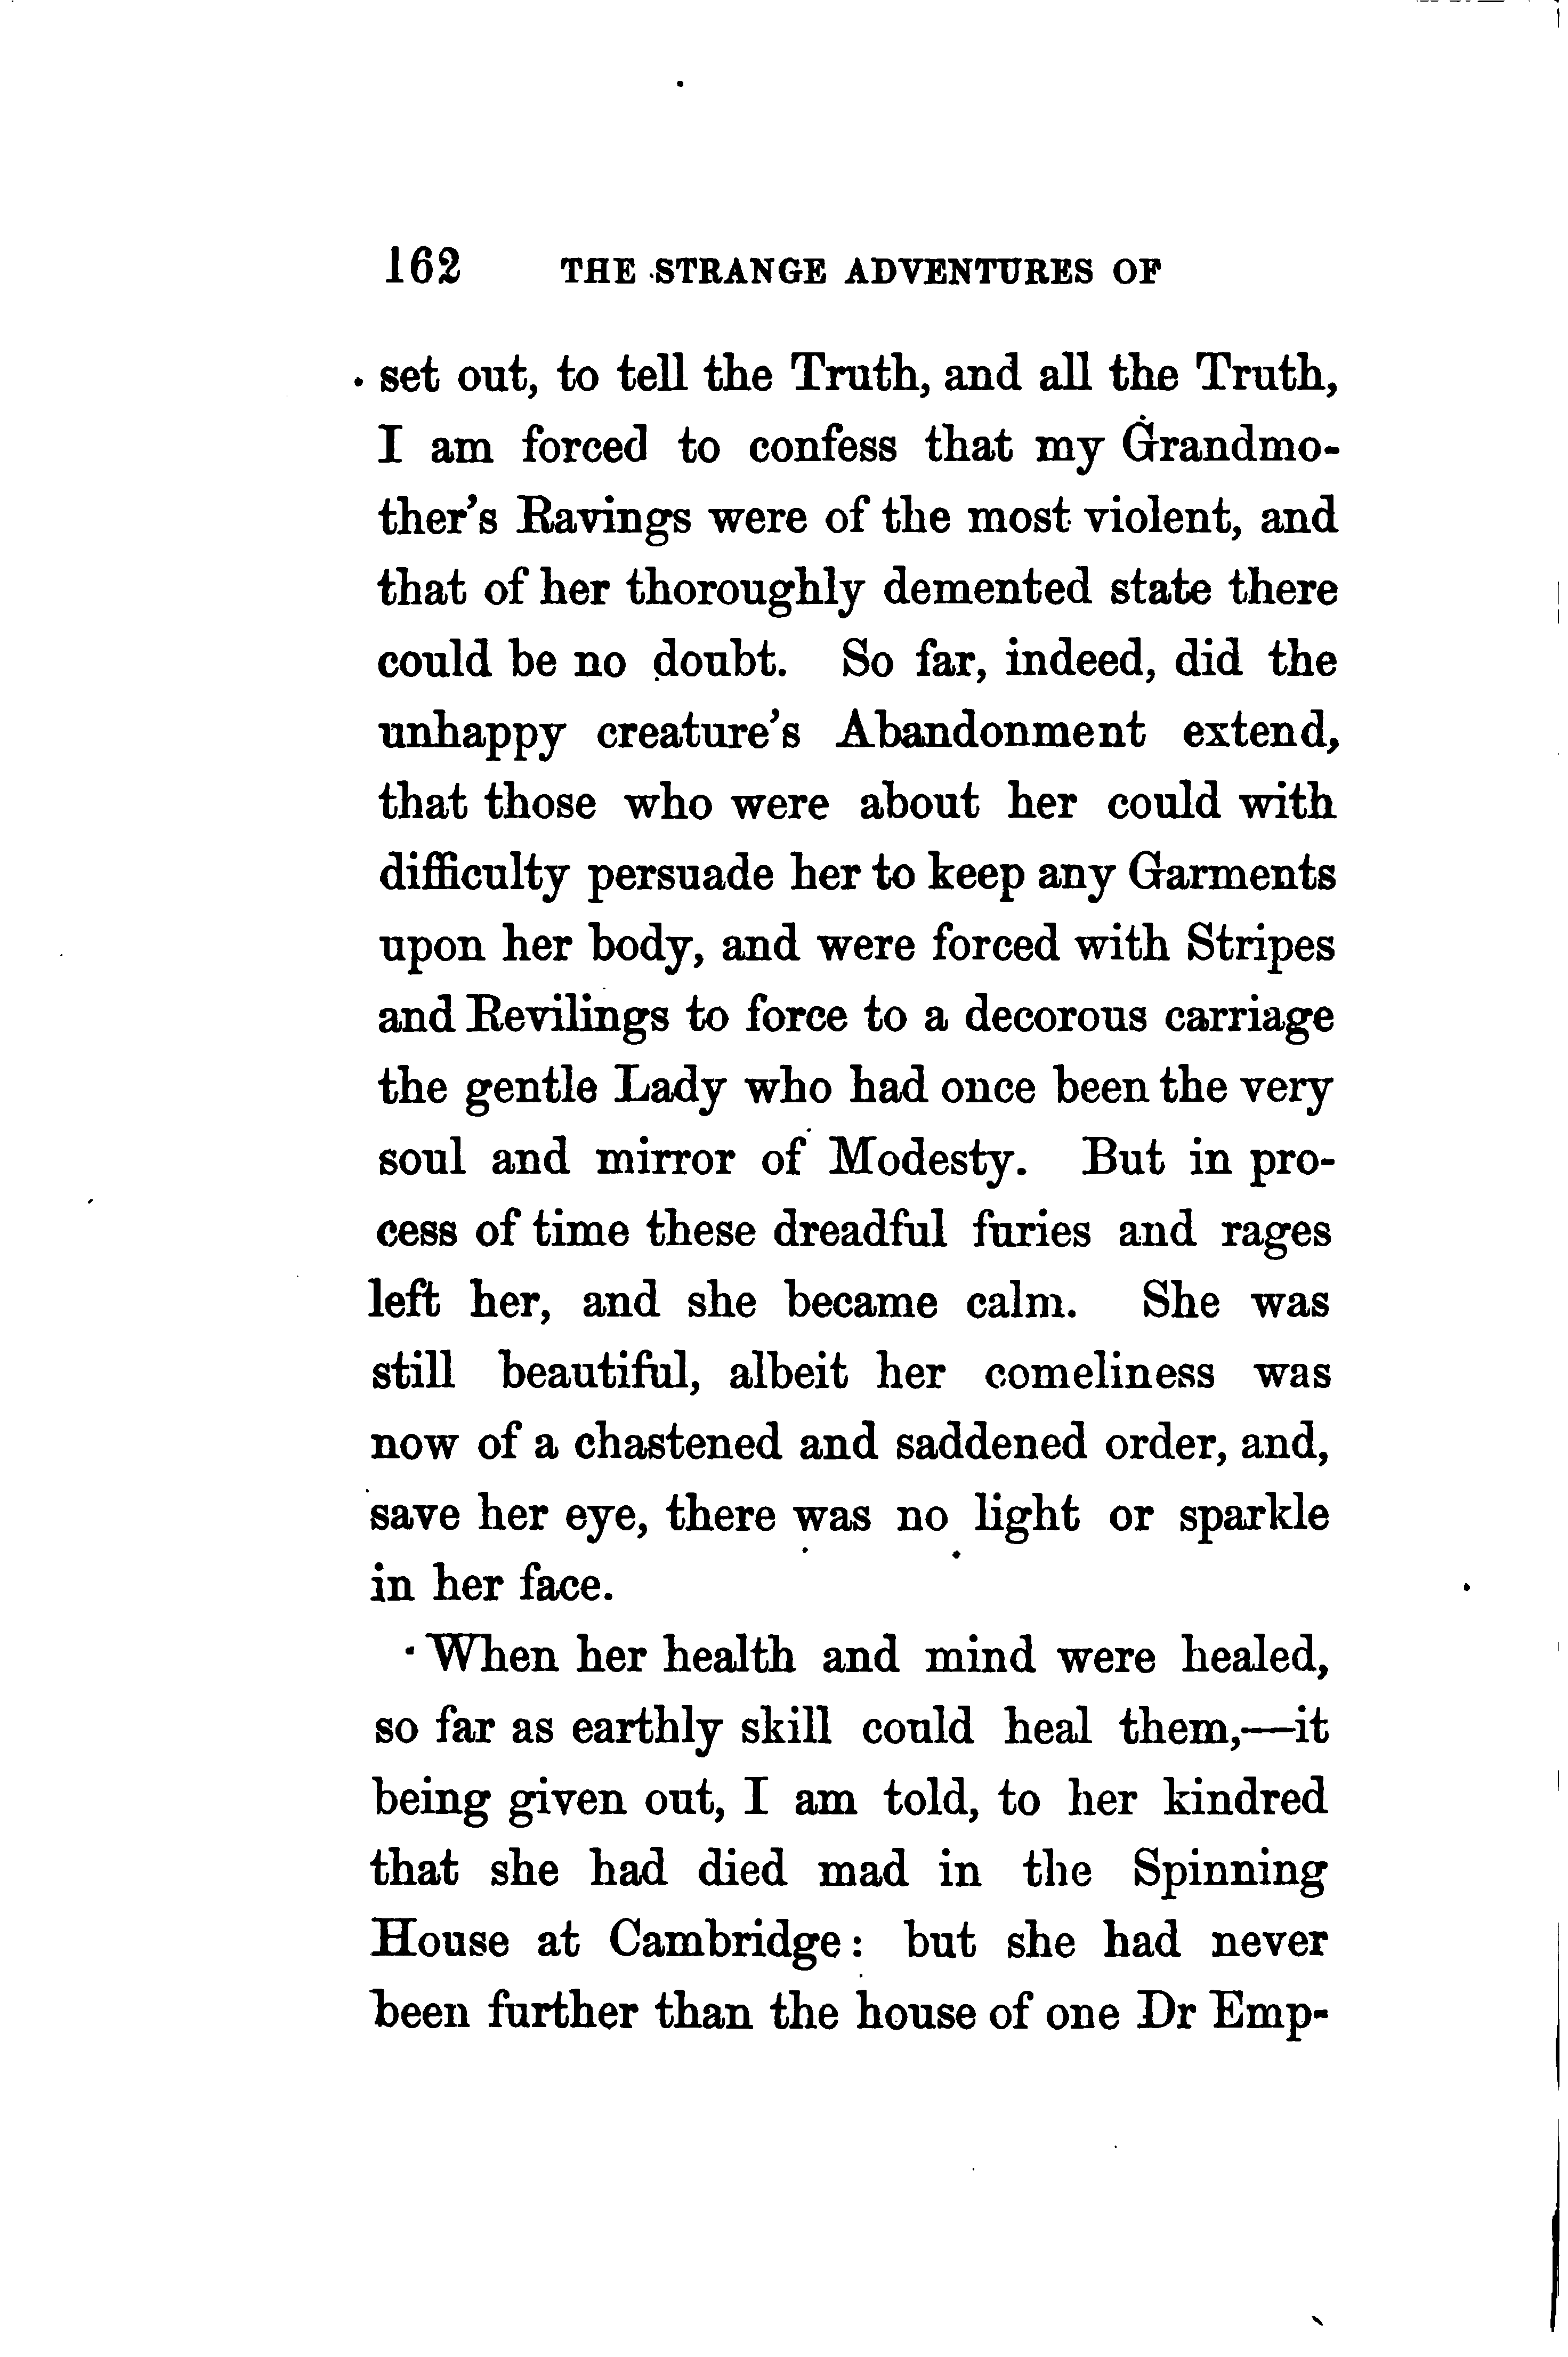 162 THE STRANGE ADVENTURES OF
set out, to tell the Truth, and all the Truth,
I am forced to confess that my Grandmo-
ther's Ravings were of the most violent, and
that of her thoroughly demented state there
could be no doubt. So far, indeed, did the
unhappy creature's Abandonment extend,
that those who were about her could with
difficulty persuade her to keep any Garments
upon her body, and were forced with Stripes
and Revilings to force to a decorous carriage
the gentle Lady who had once been the very
soul and mirror of Modesty. But in pro-
cess of time these dreadful furies and rages
left her, and she became calm. She was
still beautiful, albeit her comeliness was
now of a chastened and saddened order, and,
save her eye, there was no light or sparkle
in her face.
When her health and mind were healed,
so far as earthly skill could heal them,—it
being given out, I am told, to her kindred
that she had died mad in the Spinning
House at Cambridge: but she had never
been further than the house of one Dr Emp-